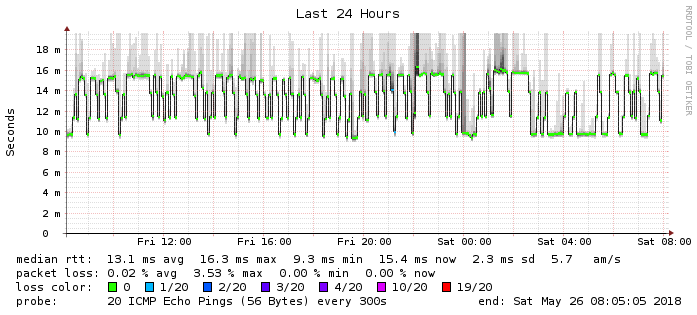 Last 24 Hours
RRDTOOL / TOBI OETIKER
Seconds
18 m
16 m
14 m
12 m
10 m
8 m
6 m
4 m
2 m
0
Fri 12:00 Fri 16:00 Fri 20:00 Sat 00:00 Sat 04:00 Sat 08:00
median rtt: 13.1 ms avg 16.3 ms max 9.3 ms min 15.4 ms now 2.3 ms sd 5.7 am/s
packet loss: 0.02 % avg 3.53 % max 0.00 % min 0.00 % now
loss color: 0 1/20 2/20 3/20 4/20 10/20 19/20
probe: 20 ICMP Echo Pings (56 Bytes) every 300s end: Sat May 26 08:05:05 2018